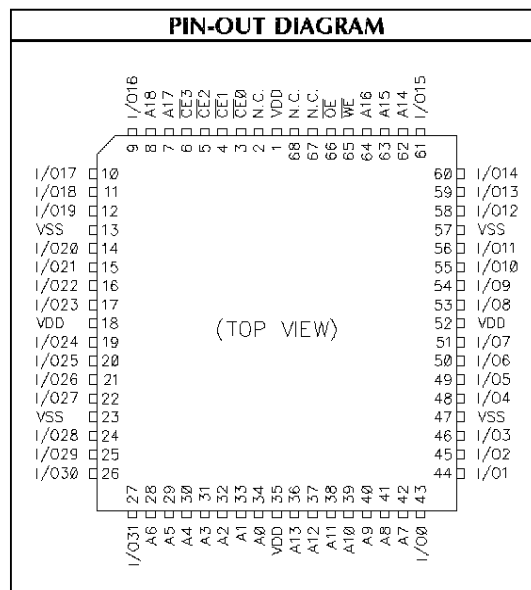 PIN-OUT DIAGRAM
I/O16 A18 A17 CE3 CE2 CE1 CE0 N.C. VDD N.C. N.C. OE WE A16 A15 A14 I/O15
9 8 7 6 5 4 3 2 1 68 67 66 65 64 63 62 61
I/O17 10 60 I/O14
I/O18 11 59 I/O13
I/O19 12 58 I/O12
VSS 13 57 VSS
I/O20 14 56 I/O11
I/O21 15 55 I/O10
I/O22 16 54 I/O9
I/O23 17 53 I/O8
VDD 18 (TOP VIEW) 52 VDD
I/O24 19 51 I/O7
I/O25 20 50 I/O6
I/O26 21 49 I/O5
I/O27 22 48 I/O4
VSS 23 47 VSS
I/O28 24 46 I/O3
I/O29 25 45 I/O2
I/O30 26 44 I/O1
27 28 29 30 31 32 33 34 35 36 37 38 39 40 41 42 43
I/O31 A6 A5 A4 A3 A2 A1 A0 VDD A13 A12 A11 A10 A9 A8 A7 I/O0